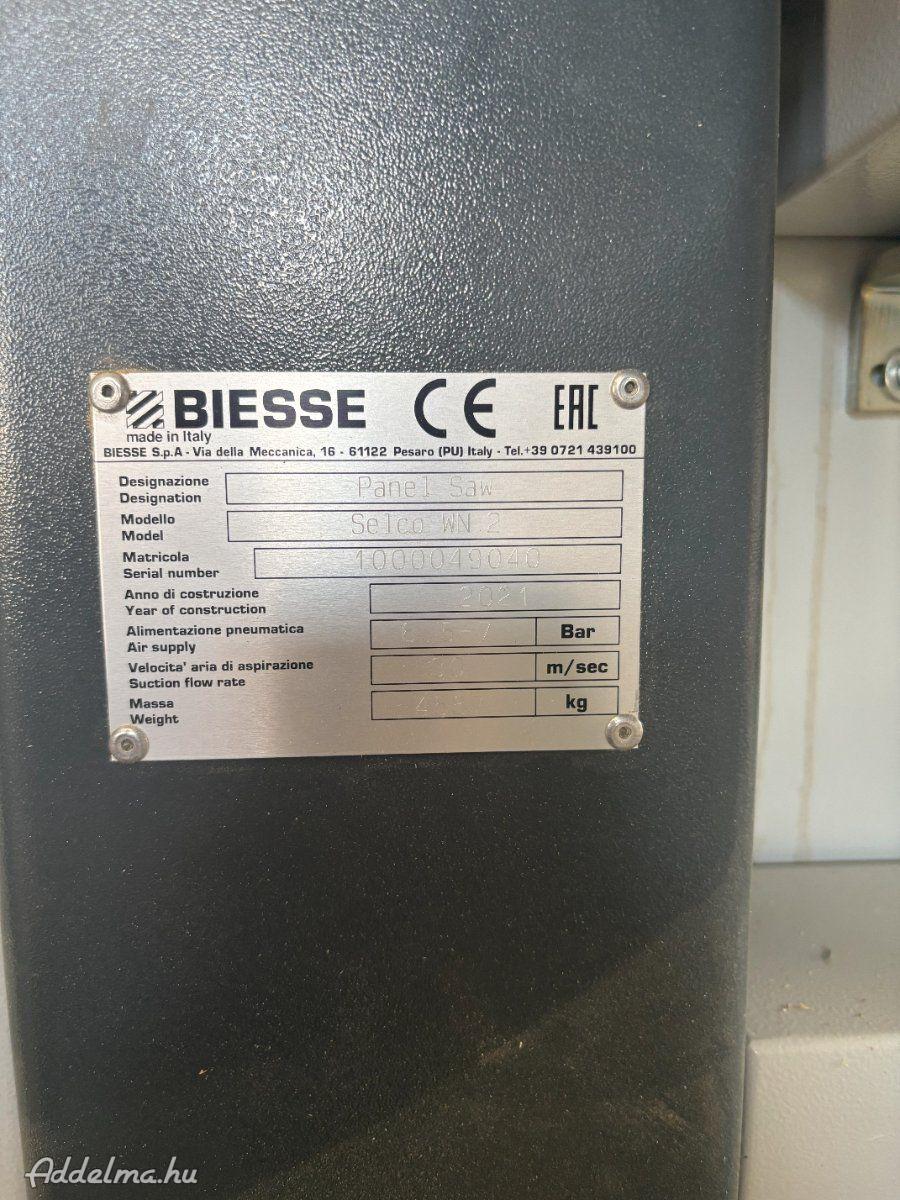 BIESSE CE EAC
made in Italy
BIESSE S.p.A - Via della Meccanica, 16 - 61122 Pesaro (PU) Italy - Tel.+39 0721 439100
Designazione
Designation
Panel Saw
Modello
Model
Selco WN 2
Matricola
Serial number
1000049040
Anno di costruzione
Year of construction
2021
Alimentazione pneumatica
Air supply
Bar
Velocita' aria di aspirazione
Suction flow rate
m/sec
Massa
Weight
kg
Addelma.hu